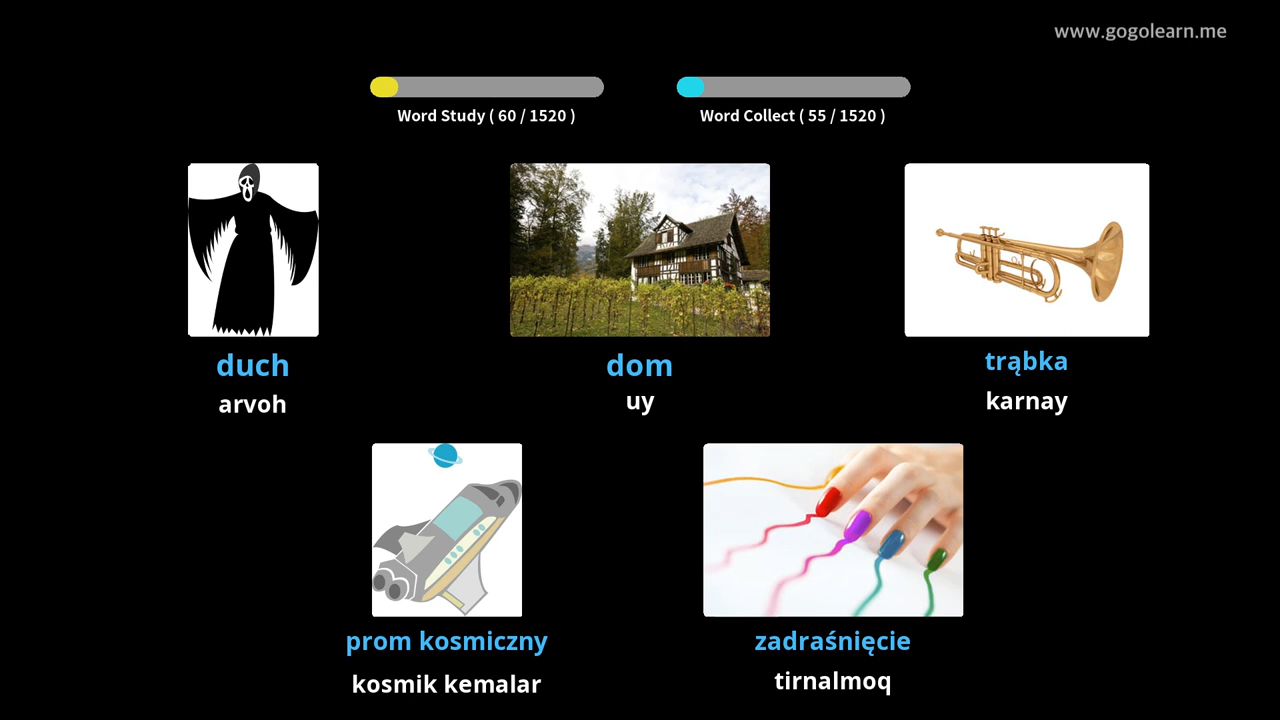 www.gogolearn.me
Word Study ( 60 / 1520 )
Word Collect ( 55 / 1520 )
duch
arvoh
dom
uy
trąbka
karnay
prom kosmiczny
kosmik kemalar
zadraśnięcie
tirnalmoq